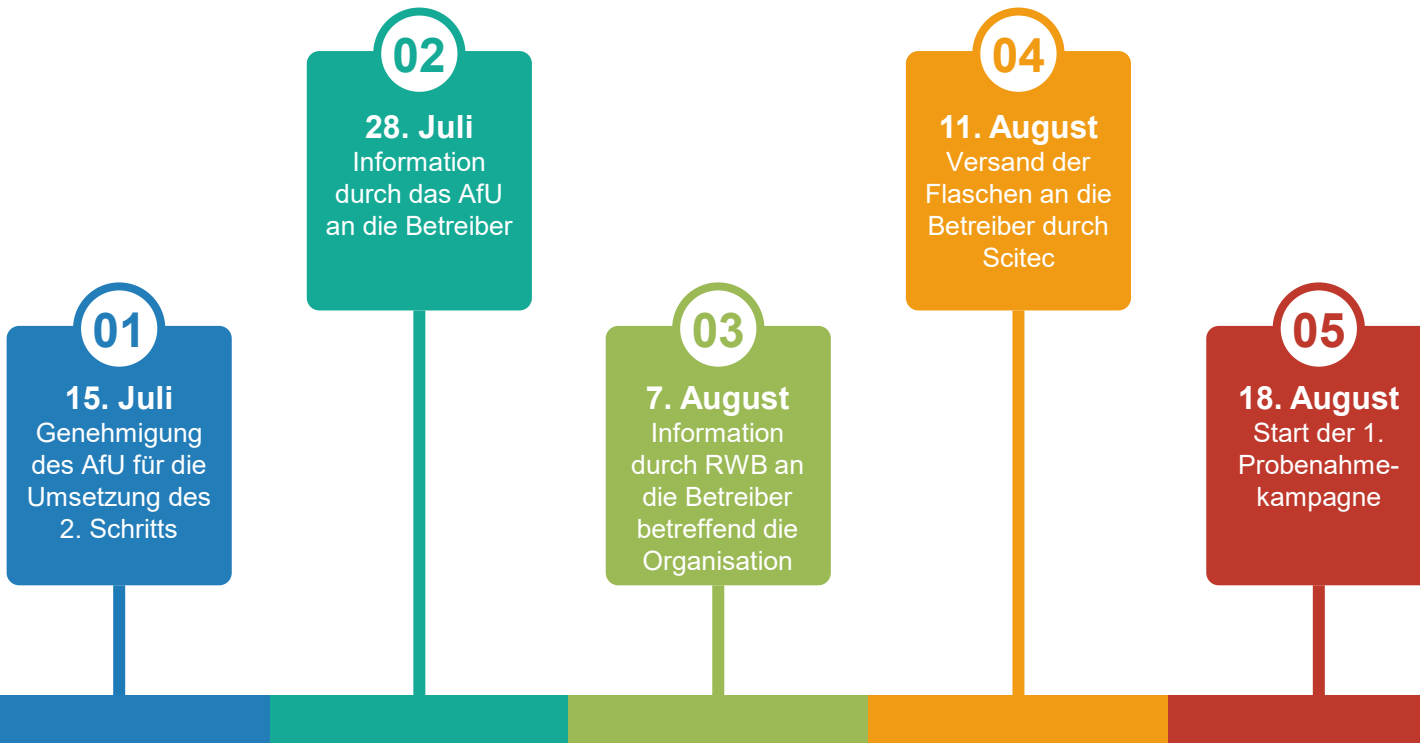 01
15. Juli
Genehmigung
des AfU für die
Umsetzung des
2. Schritts
02
28. Juli
Information
durch das AfU
an die Betreiber
03
7. August
Information
durch RWB an
die Betreiber
betreffend die
Organisation
04
11. August
Versand der
Flaschen an die
Betreiber durch
Scitec
05
18. August
Start der 1.
Probenahme-
kampagne